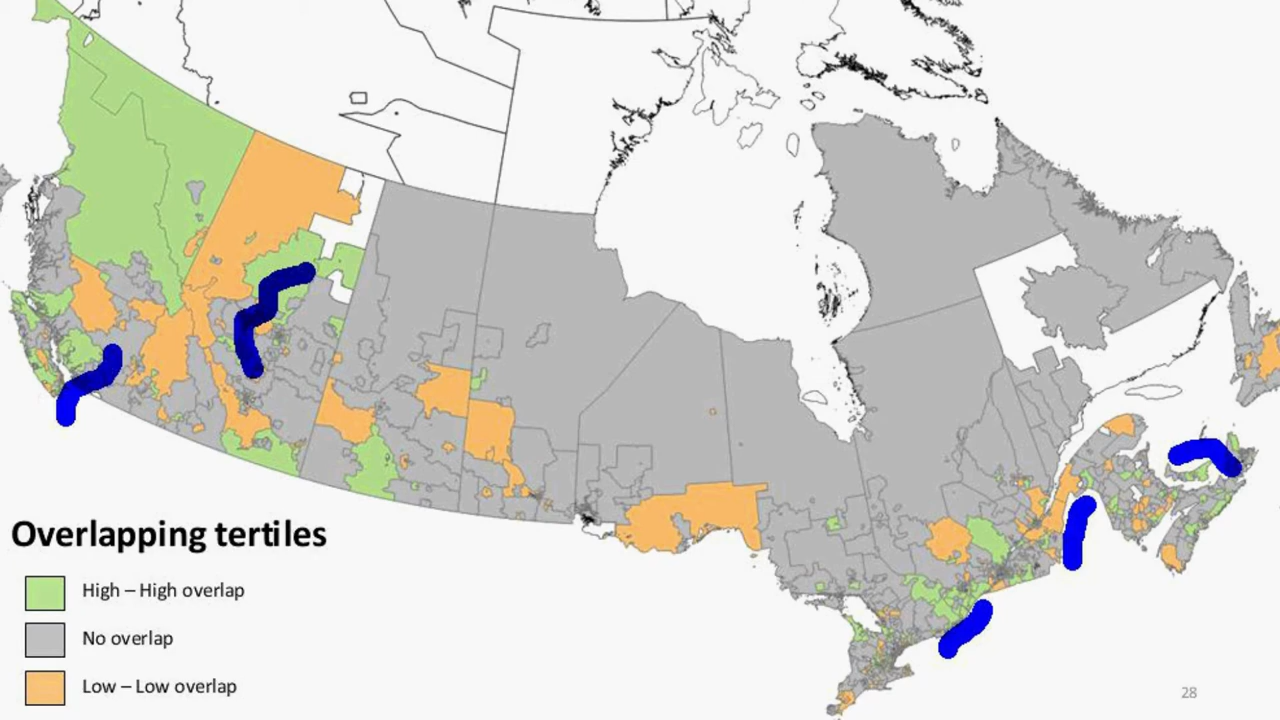 Overlapping tertiles
High – High overlap
No overlap
Low – Low overlap
28